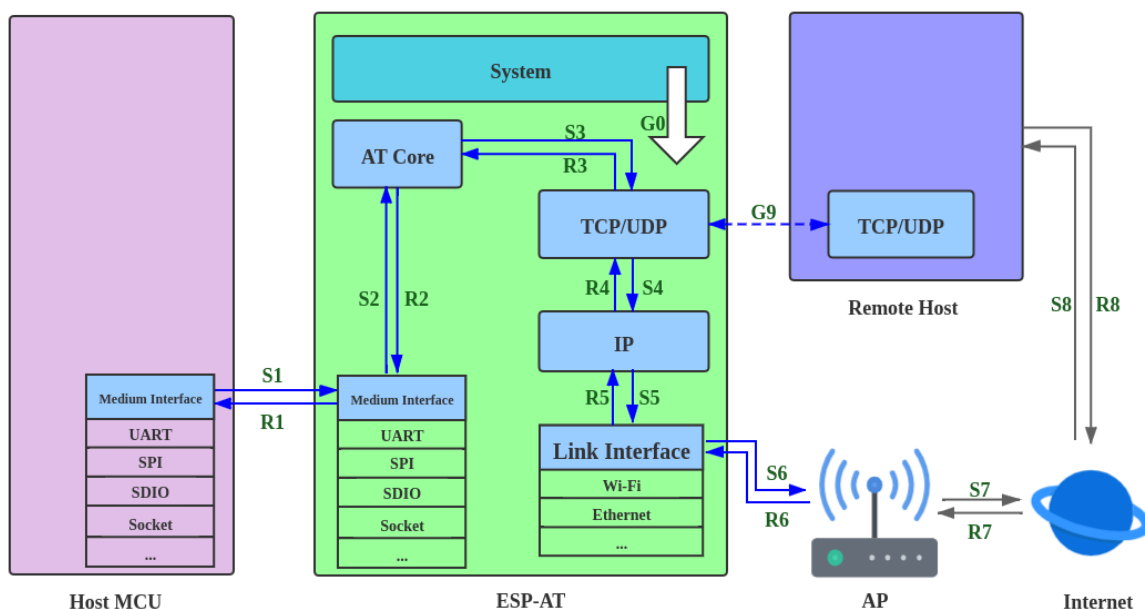 System
G0
AT Core
S3
R3
TCP/UDP
G9
TCP/UDP
S2
R2
R4
S4
Remote Host
S8
R8
IP
S1
R1
Medium Interface
UART
SPI
SDIO
Socket
...
Medium Interface
UART
SPI
SDIO
Socket
...
R5
S5
Link Interface
Wi-Fi
Ethernet
...
S6
R6
S7
R7
Host MCU
ESP-AT
AP
Internet